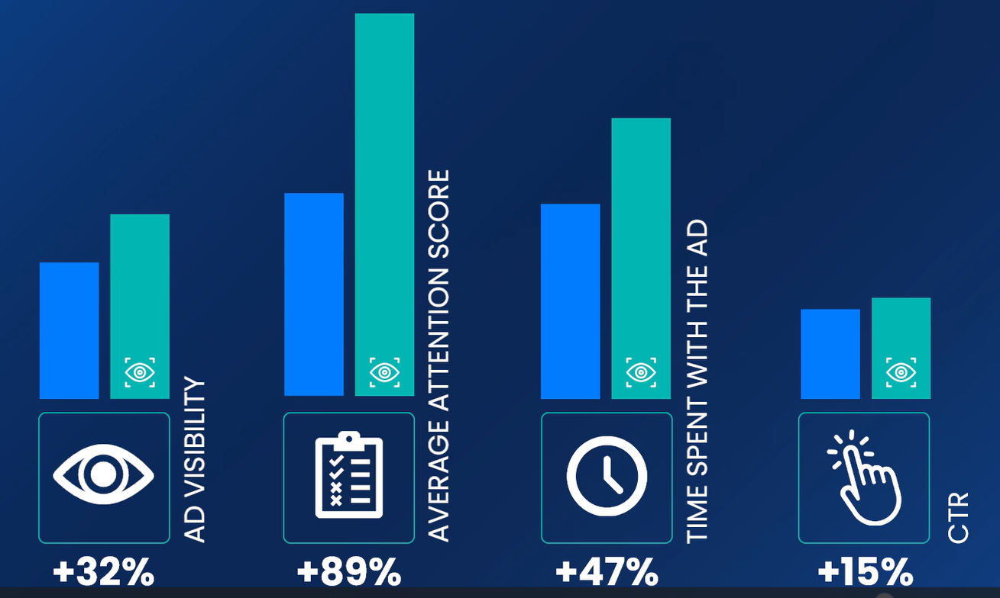 AD VISIBILITY
+32%
AVERAGE ATTENTION SCORE
+89%
TIME SPENT WITH THE AD
+47%
CTR
+15%